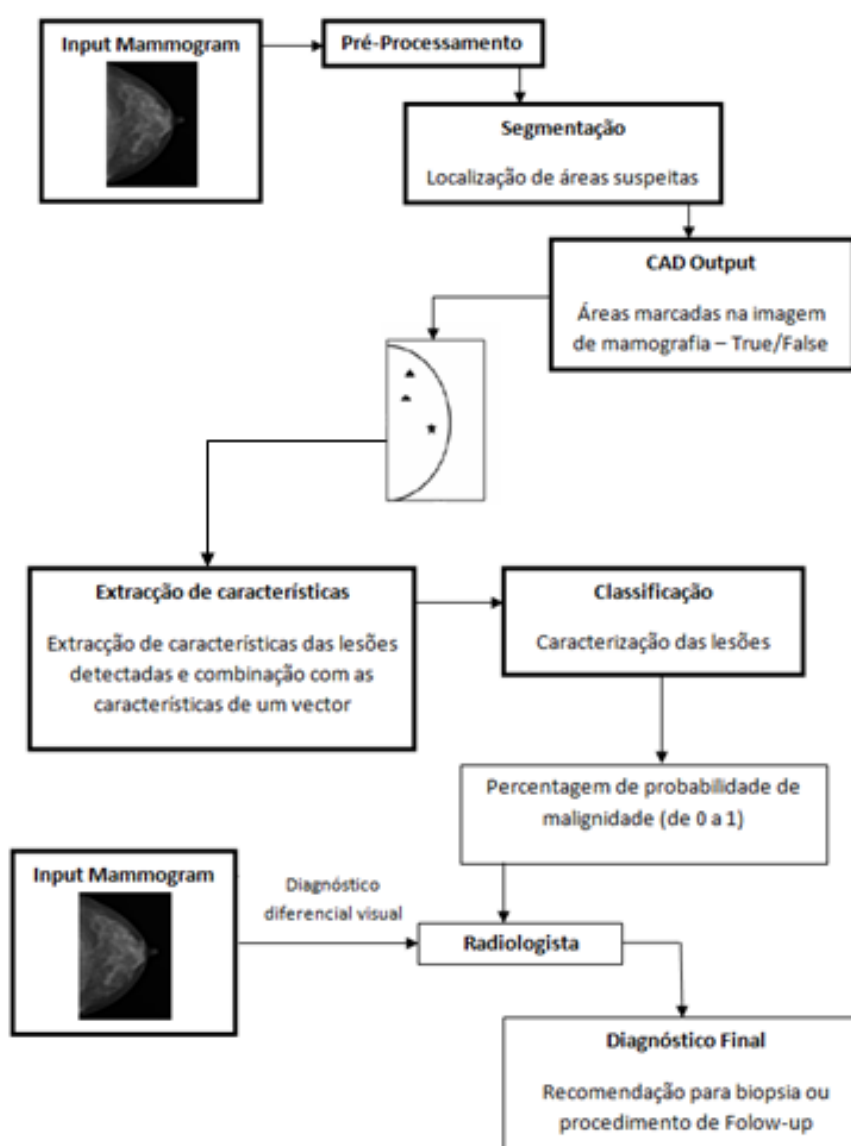 Input Mammogram
Pré-Processamento
Segmentação
Localização de áreas suspeitas
CAD Output
Áreas marcadas na imagem
de mamografia – True/False
Extracção de características
Extracção de características das lesões
detectadas e combinação com as
características de um vector
Classificação
Caracterização das lesões
Percentagem de probabilidade de
malignidade (de 0 a 1)
Input Mammogram
Diagnóstico
diferencial visual
Radiologista
Diagnóstico Final
Recomendação para biopsia ou
procedimento de Folow-up